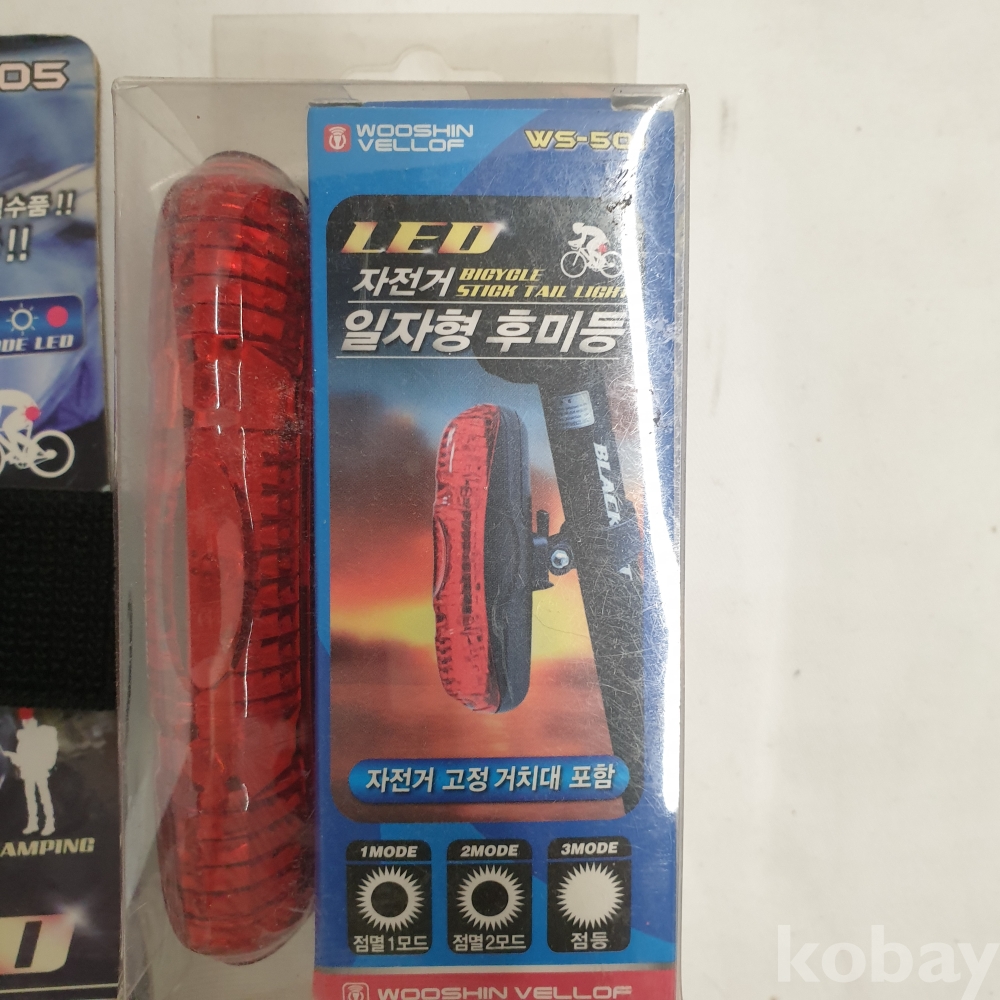 05
수품 !!
!!
DE LED
AMPING
WOOSHIN
VELLOF
WS-50
LED
자전거
BICYCLE
STICK TAIL LIGHT
일자형 후미등
BLACK
자전거 고정 거치대 포함
1MODE
점멸1모드
2MODE
점멸2모드
3MODE
점등
WOOSHIN VELLOF
kobay